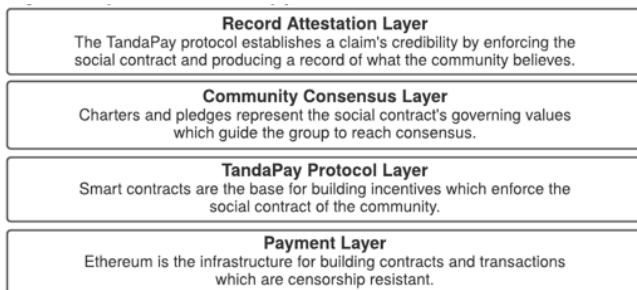 Record Attestation Layer
The TandaPay protocol establishes a claim's credibility by enforcing the
social contract and producing a record of what the community believes.
Community Consensus Layer
Charters and pledges represent the social contract's governing values
which guide the group to reach consensus.
TandaPay Protocol Layer
Smart contracts are the base for building incentives which enforce the
social contract of the community.
Payment Layer
Ethereum is the infrastructure for building contracts and transactions
which are censorship resistant.